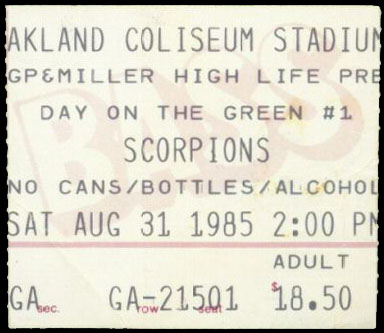 AKLAND COLISEUM STADIUM
GP&MILLER HIGH LIFE PRE
DAY ON THE GREEN #1
SCORPIONS
NO CANS/BOTTLES/ALCOHOL
SAT AUG 31 1985 2:00 PM
ADULT
GA sec. GA-21501 row seat $18.50
BASS